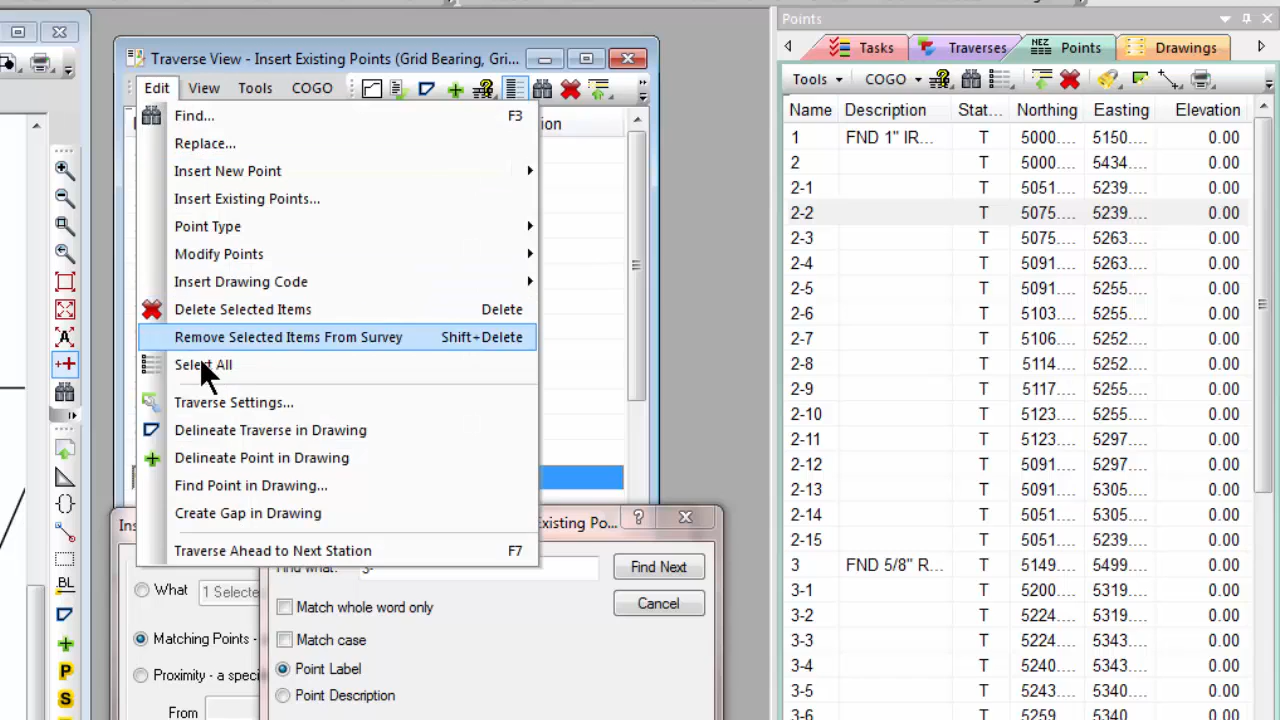 Traverse View - Insert Existing Points (Grid Bearing, Gri...
Edit View Tools COGO
Find... F3
Replace...
Insert New Point
Insert Existing Points...
Point Type
Modify Points
Insert Drawing Code
Delete Selected Items Delete
Remove Selected Items From Survey Shift+Delete
Select All
Traverse Settings...
Delineate Traverse in Drawing
Delineate Point in Drawing
Find Point in Drawing...
Create Gap in Drawing
Traverse Ahead to Next Station F7
BL
P
S
What
Matching Points -
Proximity - a speci
From
Existing Po...
Find what: 3-
Find Next
Cancel
Match whole word only
Match case
Point Label
Point Description
Points
Tasks Traverses NEZ Points Drawings
Tools COGO
Name Description Stat... Northing Easting Elevation
1 FND 1" IR... T 5000.... 5150.... 0.00
2 T 5000.... 5434.... 0.00
2-1 T 5051.... 5239.... 0.00
2-2 T 5075.... 5239.... 0.00
2-3 T 5075.... 5263.... 0.00
2-4 T 5091.... 5263.... 0.00
2-5 T 5091.... 5255.... 0.00
2-6 T 5103.... 5255.... 0.00
2-7 T 5106.... 5252.... 0.00
2-8 T 5114.... 5252.... 0.00
2-9 T 5117.... 5255.... 0.00
2-10 T 5123.... 5255.... 0.00
2-11 T 5123.... 5297.... 0.00
2-12 T 5091.... 5297.... 0.00
2-13 T 5091.... 5305.... 0.00
2-14 T 5051.... 5305.... 0.00
2-15 T 5051.... 5239.... 0.00
3 FND 5/8" R... T 5149.... 5499.... 0.00
3-1 T 5200.... 5319.... 0.00
3-2 T 5224.... 5319.... 0.00
3-3 T 5224.... 5343.... 0.00
3-4 T 5240.... 5343.... 0.00
3-5 T 5243.... 5340.... 0.00
3-6 T 5259.... 5340.... 0.00